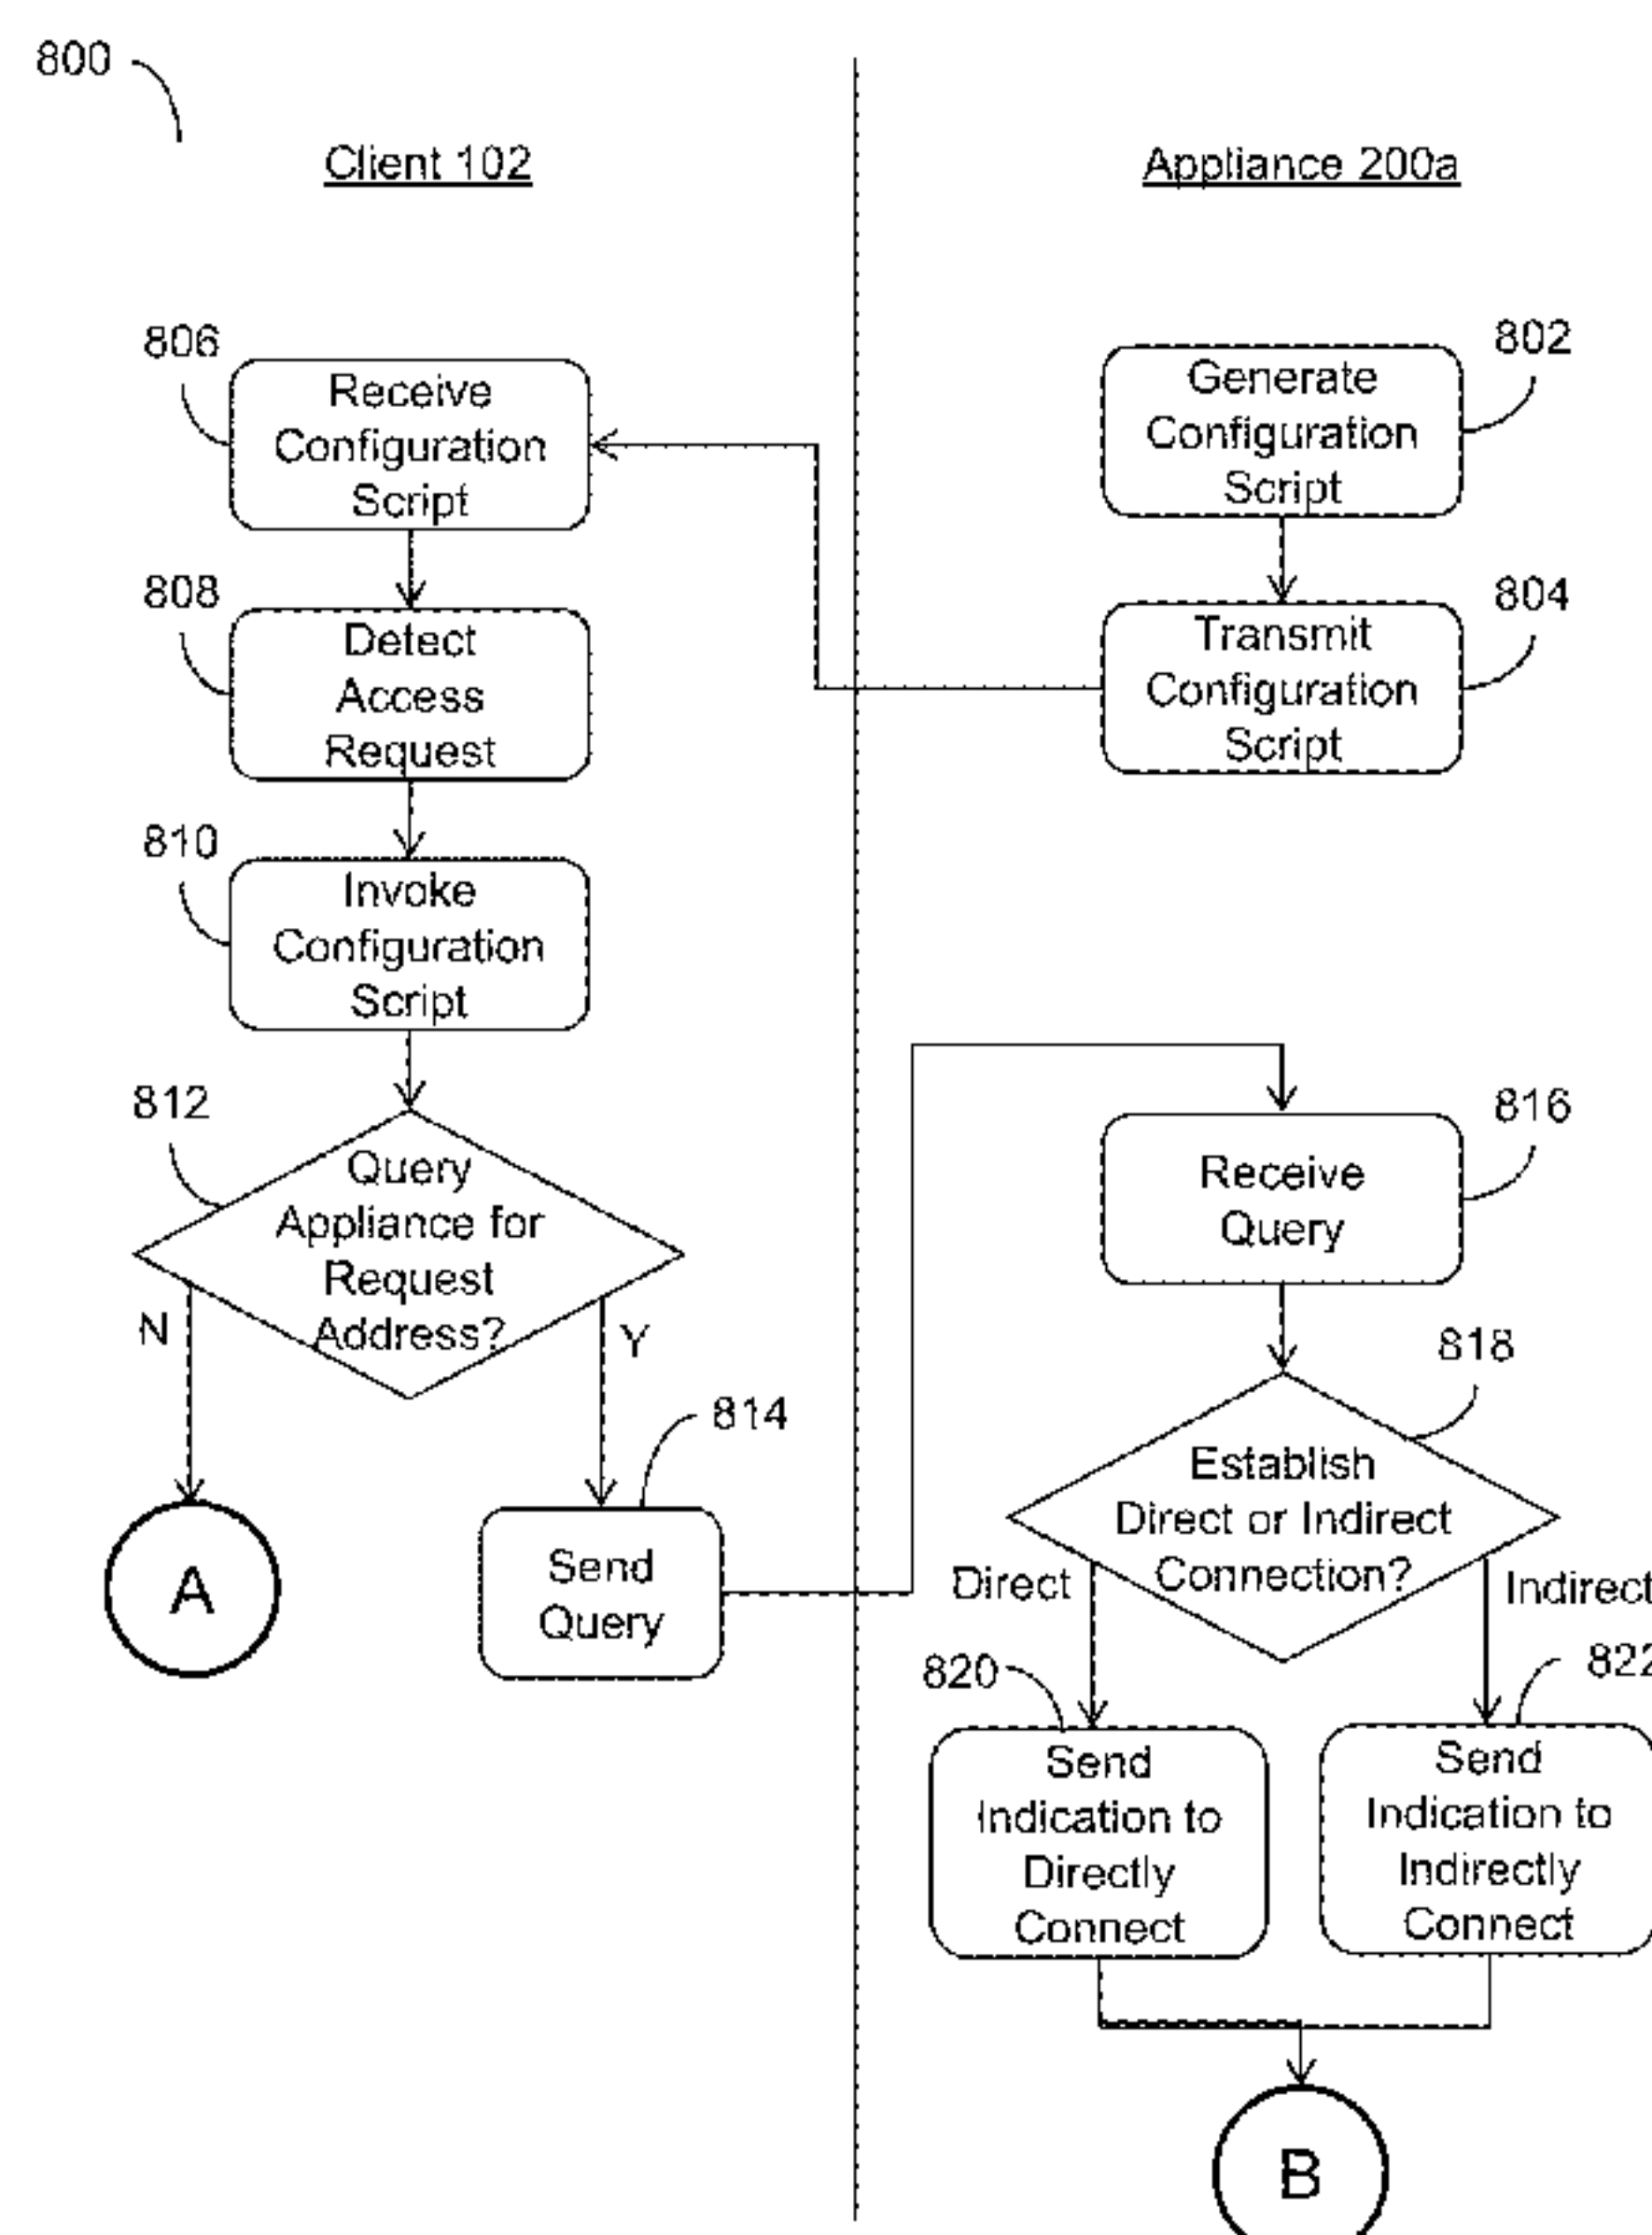 800
Client 102
Appliance 200a
806
Receive
Configuration
Script
802
Generate
Configuration
Script
808
Detect
Access
Request
804
Transmit
Configuration
Script
810
Invoke
Configuration
Script
812
Query
Appliance for
Request
Address?
N
Y
814
A
Send
Query
816
Receive
Query
818
Establish
Direct or Indirect
Connection?
Direct
Indirect
820
822
Send
Indication to
Directly
Connect
Send
Indication to
Indirectly
Connect
B